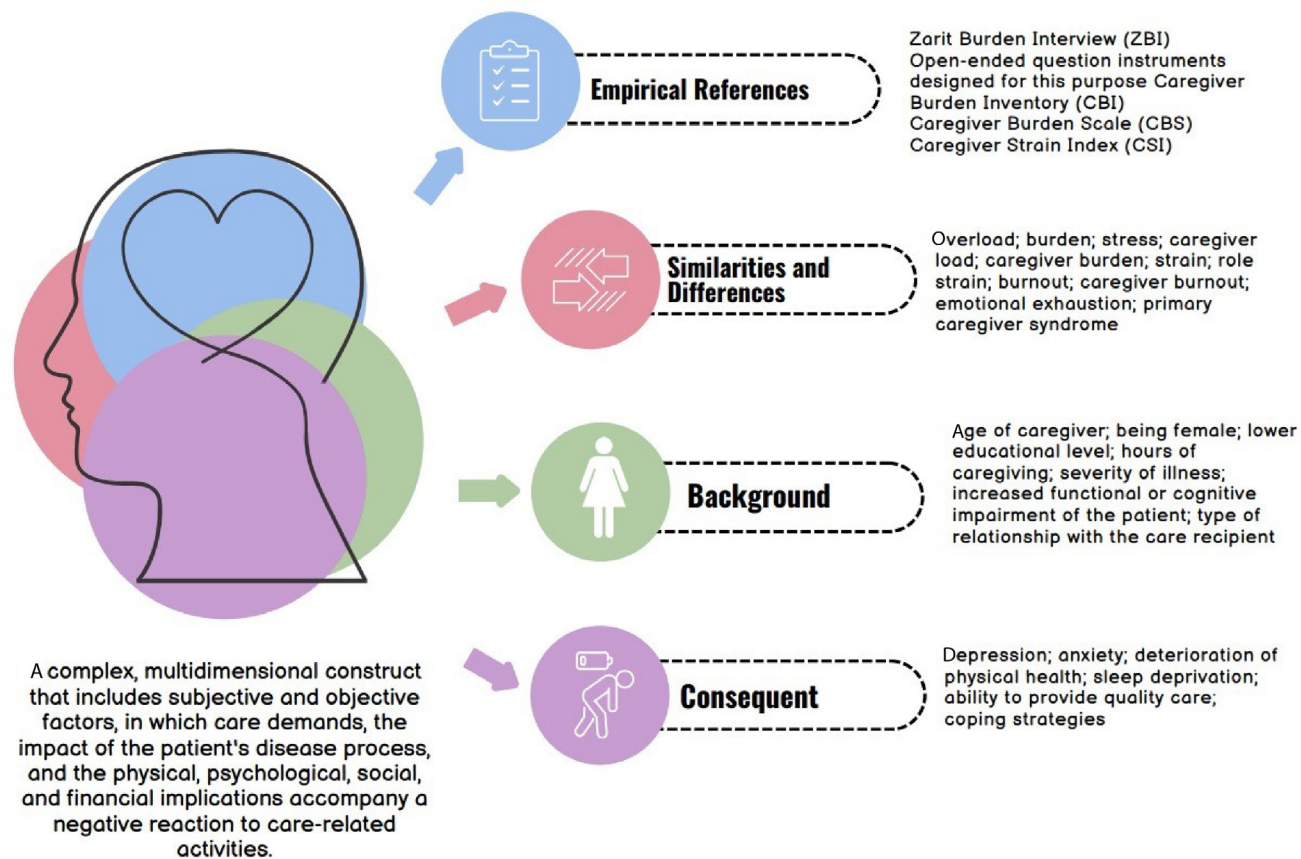 Empirical References
Zarit Burden Interview (ZBI)
Open-ended question instruments
designed for this purpose Caregiver
Burden Inventory (CBI)
Caregiver Burden Scale (CBS)
Caregiver Strain Index (CSI)
Similarities and
Differences
Overload; burden; stress; caregiver
load; caregiver burden; strain; role
strain; burnout; caregiver burnout;
emotional exhaustion; primary
caregiver syndrome
Background
Age of caregiver; being female; lower
educational level; hours of
caregiving; severity of illness;
increased functional or cognitive
impairment of the patient; type of
relationship with the care recipient
Consequent
Depression; anxiety; deterioration of
physical health; sleep deprivation;
ability to provide quality care;
coping strategies
A complex, multidimensional construct
that includes subjective and objective
factors, in which care demands, the
impact of the patient's disease process,
and the physical, psychological, social,
and financial implications accompany a
negative reaction to care-related
activities.